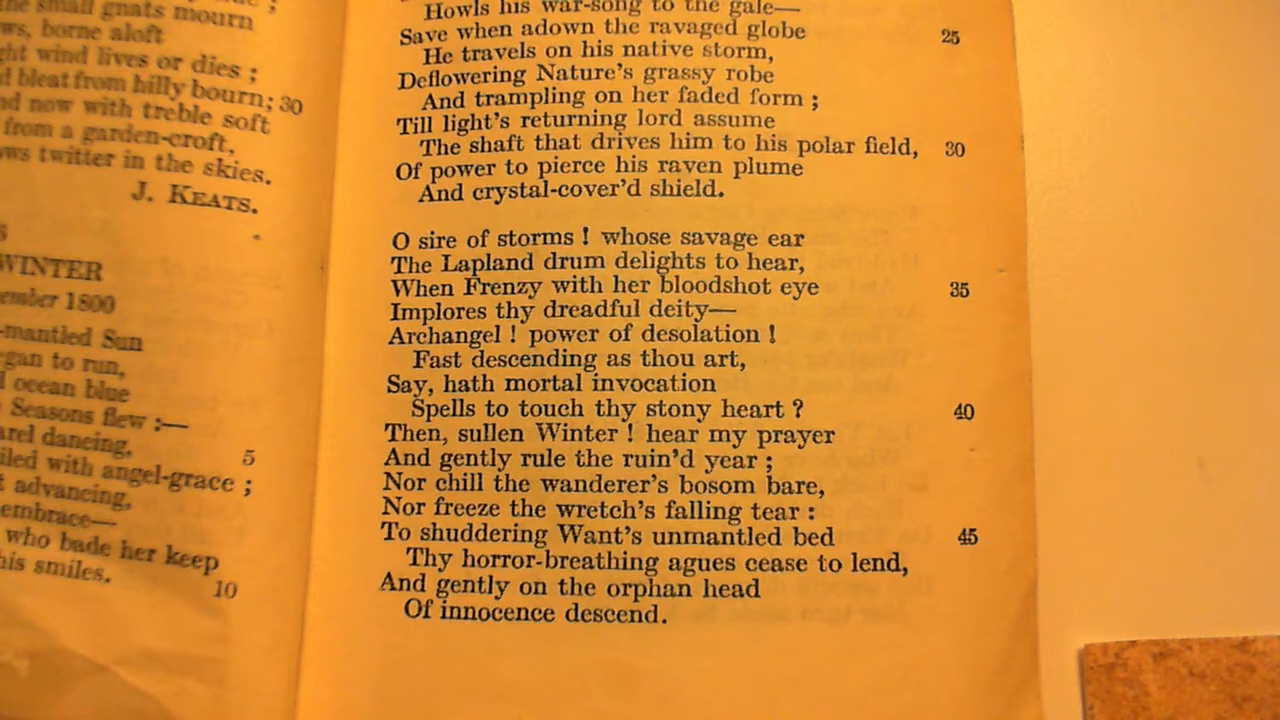 the small gnats mourn
borne aloft
wind lives or dies ;
bleat from hilly bourn; 30
now with treble soft
from a garden-croft,
twitter in the skies.
J. KEATS.
WINTER
1800
-mantled Sun
to run,
ocean blue
Seasons flew :—
dancing, 5
with angel-grace ;
advancing,
embrace—
who bade her keep
his smiles. 10
Howls his war-song to the gale—
Save when adown the ravaged globe 25
He travels on his native storm,
Deflowering Nature's grassy robe
And trampling on her faded form ;
Till light's returning lord assume
The shaft that drives him to his polar field, 30
Of power to pierce his raven plume
And crystal-cover'd shield.
O sire of storms ! whose savage ear
The Lapland drum delights to hear,
When Frenzy with her bloodshot eye 35
Implores thy dreadful deity—
Archangel ! power of desolation !
Fast descending as thou art,
Say, hath mortal invocation
Spells to touch thy stony heart ? 40
Then, sullen Winter ! hear my prayer
And gently rule the ruin'd year ;
Nor chill the wanderer's bosom bare,
Nor freeze the wretch's falling tear :
To shuddering Want's unmantled bed 45
Thy horror-breathing agues cease to lend,
And gently on the orphan head
Of innocence descend.